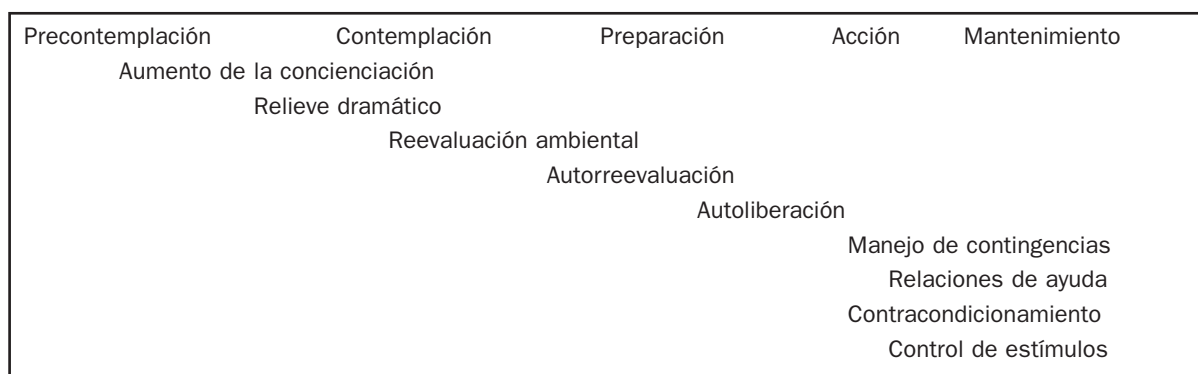 Precontemplación Contemplación Preparación Acción Mantenimiento
Aumento de la concienciación
Relieve dramático
Reevaluación ambiental
Autorreevaluación
Autoliberación
Manejo de contingencias
Relaciones de ayuda
Contracondicionamiento
Control de estímulos